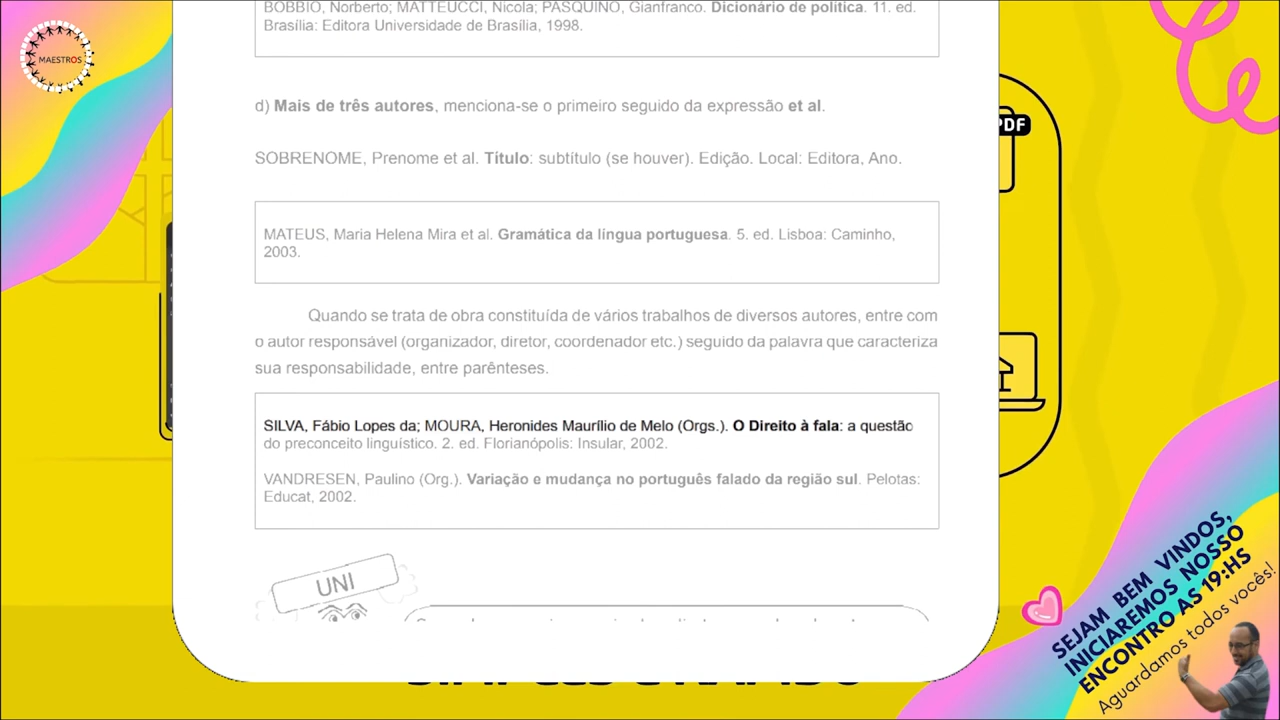 MAESTROS
BOBBIO, Norberto; MATTEUCCI, Nicola; PASQUINO, Gianfranco. Dicionário de política. 11. ed.
Brasília: Editora Universidade de Brasília, 1998.
d) Mais de três autores, menciona-se o primeiro seguido da expressão et al.
PDF
SOBRENOME, Prenome et al. Título: subtítulo (se houver). Edição. Local: Editora, Ano.
MATEUS, Maria Helena Mira et al. Gramática da língua portuguesa. 5. ed. Lisboa: Caminho,
2003.
Quando se trata de obra constituída de vários trabalhos de diversos autores, entre com
o autor responsável (organizador, diretor, coordenador etc.) seguido da palavra que caracteriza
sua responsabilidade, entre parênteses.
SILVA, Fábio Lopes da; MOURA, Heronides Maurílio de Melo (Orgs.). O Direito à fala: a questão
do preconceito linguístico. 2. ed. Florianópolis: Insular, 2002.
VANDRESEN, Paulino (Org.). Variação e mudança no português falado da região sul. Pelotas:
Educat, 2002.
UNI
SEJAM BEM VINDOS,
INICIAREMOS NOSSO
ENCONTRO AS 19:HS
Aguardamos todos vocês!